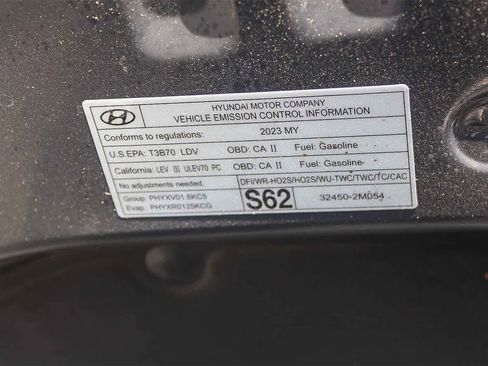 HYUNDAI MOTOR COMPANY
VEHICLE EMISSION CONTROL INFORMATION
Conforms to regulations: 2023 MY
U.S.EPA: T3B70 LDV OBD: CA II Fuel: Gasoline
California: LEV III ULEV70 PC OBD: CA II Fuel: Gasoline
No adjustments needed. DFI/WR-HO2S/HO2S/WU-TWC/TWC/TC/CAC
Group: PHYXV01.6KC5 S62 32450-2MD54
Evap: PHYXR0125KCG